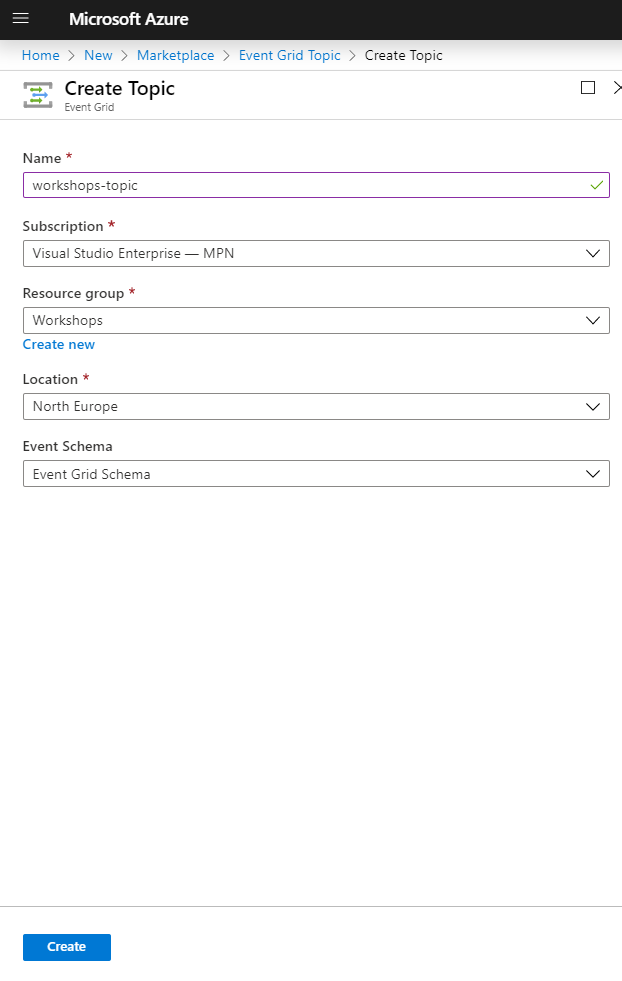 Microsoft Azure
Home > New > Marketplace > Event Grid Topic > Create Topic
Create Topic
Event Grid
Name *
workshops-topic
Subscription *
Visual Studio Enterprise — MPN
Resource group *
Workshops
Create new
Location *
North Europe
Event Schema
Event Grid Schema
Create